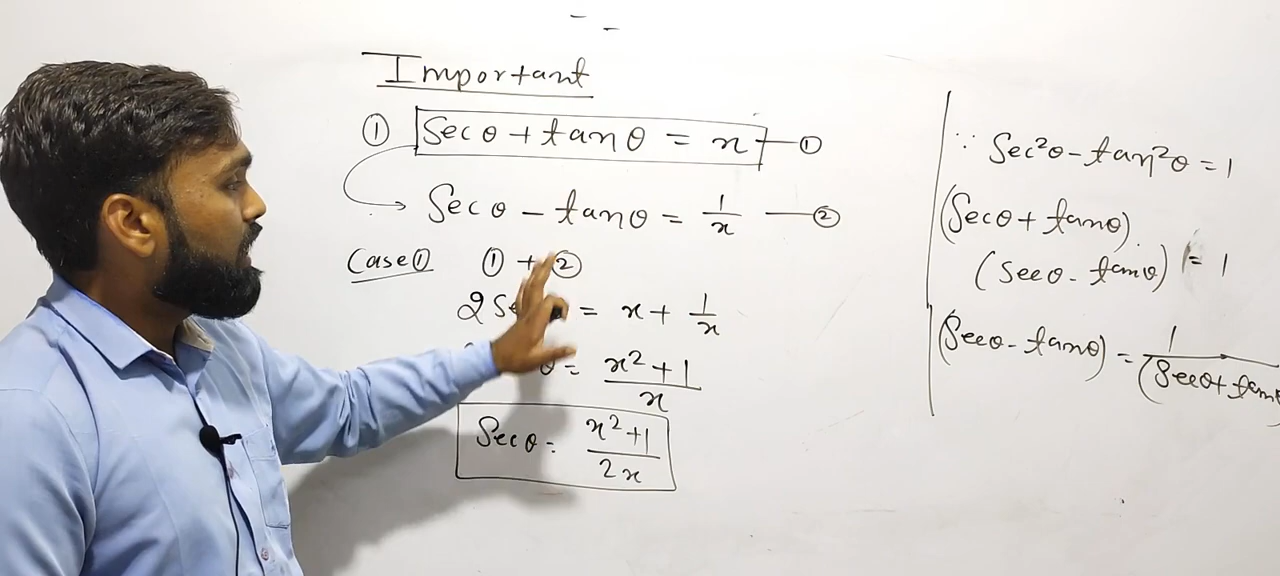 Important
① Secθ + tanθ = x — ①
Secθ - tanθ = 1/x — ②
Case① ① + ②
2 = x + 1/x
θ = x²+1/x
Secθ = x²+1/2x
∵ Sec²θ - tan²θ = 1
(Secθ + tanθ).
(Secθ - tanθ) = 1
(Secθ - tanθ) = 1/(Secθ + tanθ